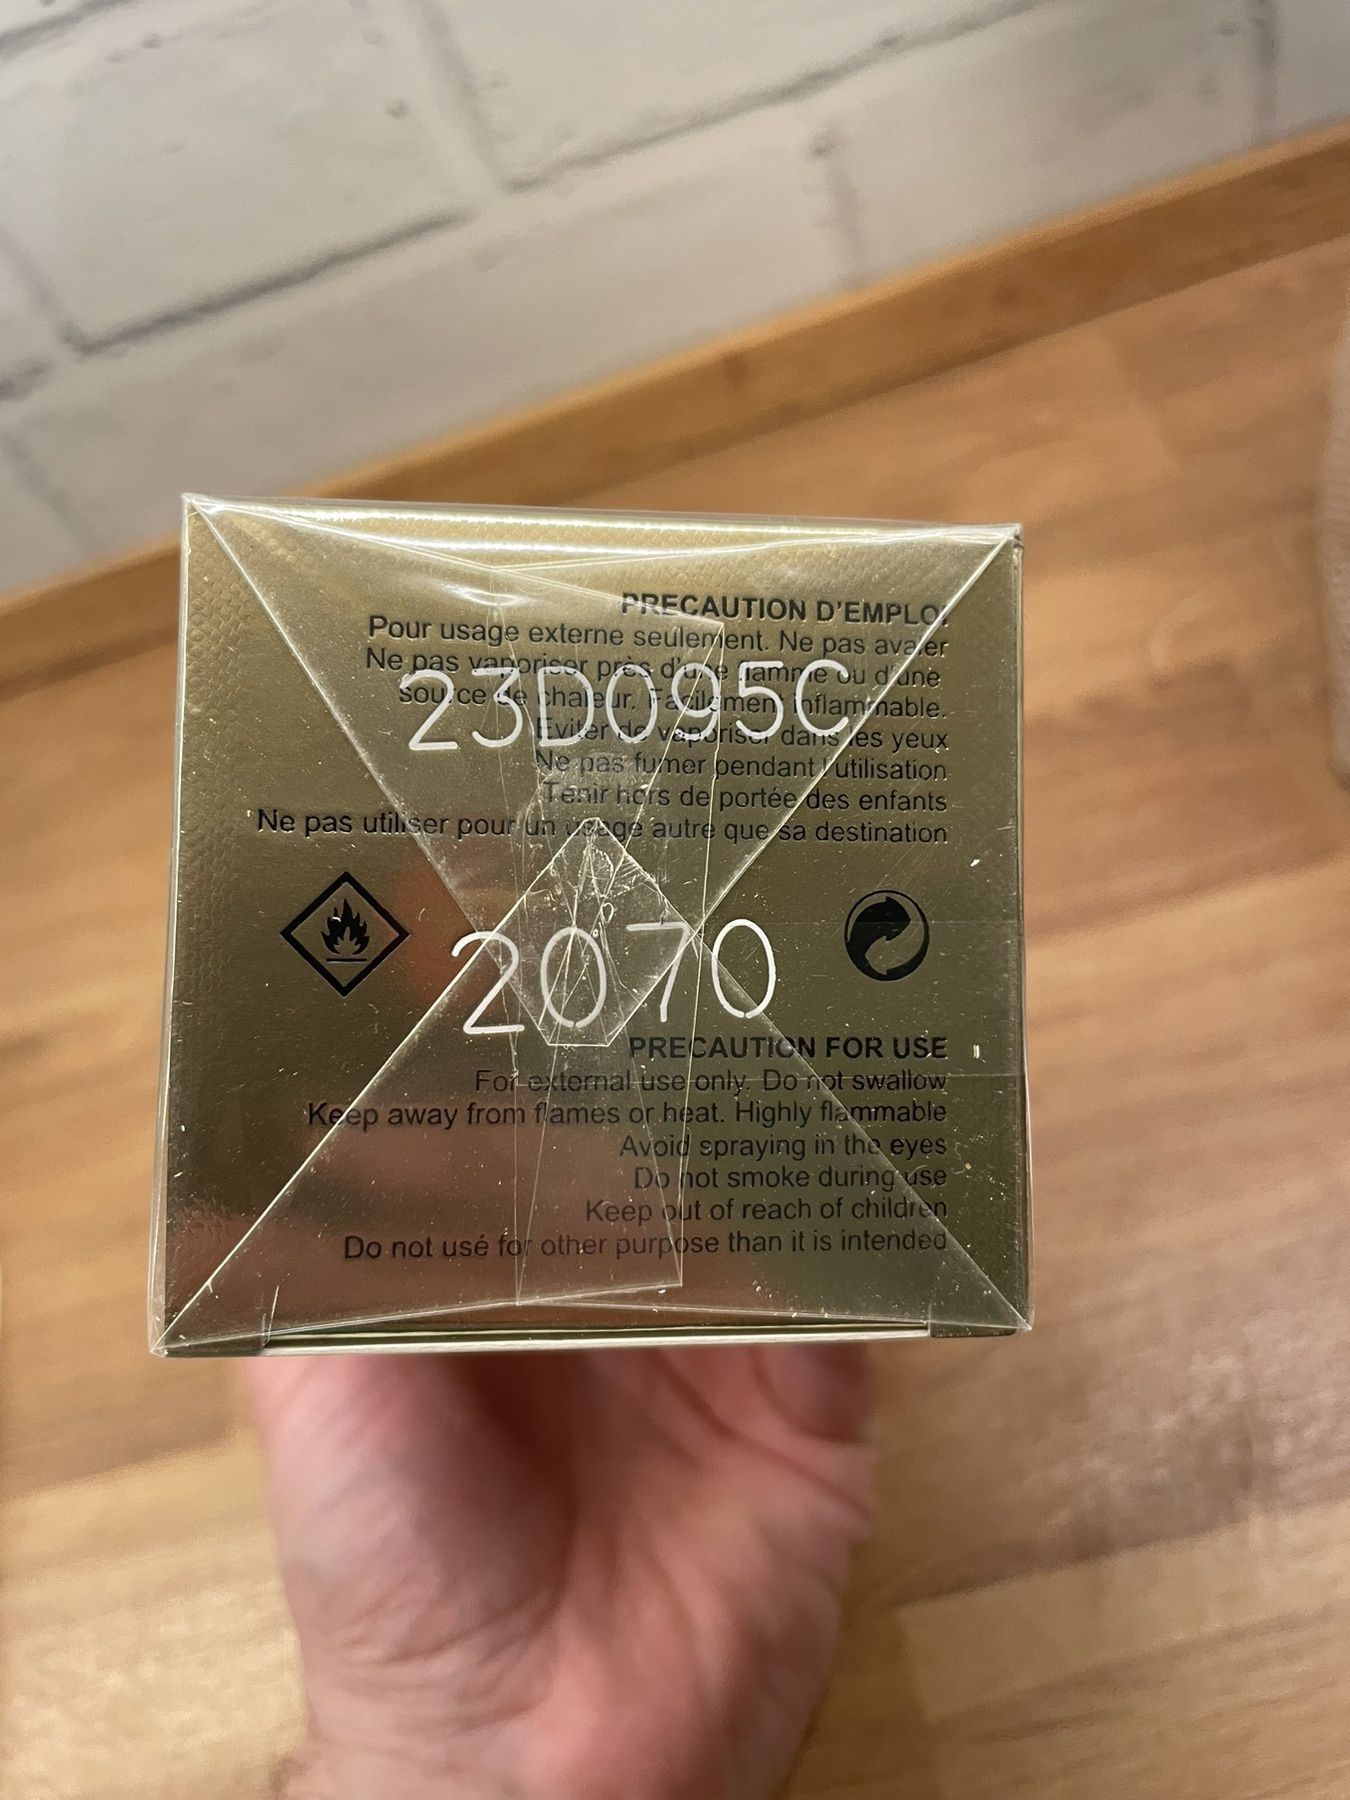 PRECAUTION D'EMPLOI
Pour usage externe seulement. Ne pas avaler
Ne pas vaporiser près d'une flamme ou d'une
source de chaleur. Facilement inflammable.
23D095C
Eviter de vaporiser dans les yeux
Ne pas fumer pendant l'utilisation
Tenir hors de portée des enfants
Ne pas utiliser pour un usage autre que sa destination
2070
PRECAUTION FOR USE
For external use only. Do not swallow
Keep away from flames or heat. Highly flammable
Avoid spraying in the eyes
Do not smoke during use
Keep out of reach of children
Do not usé for other purpose than it is intended